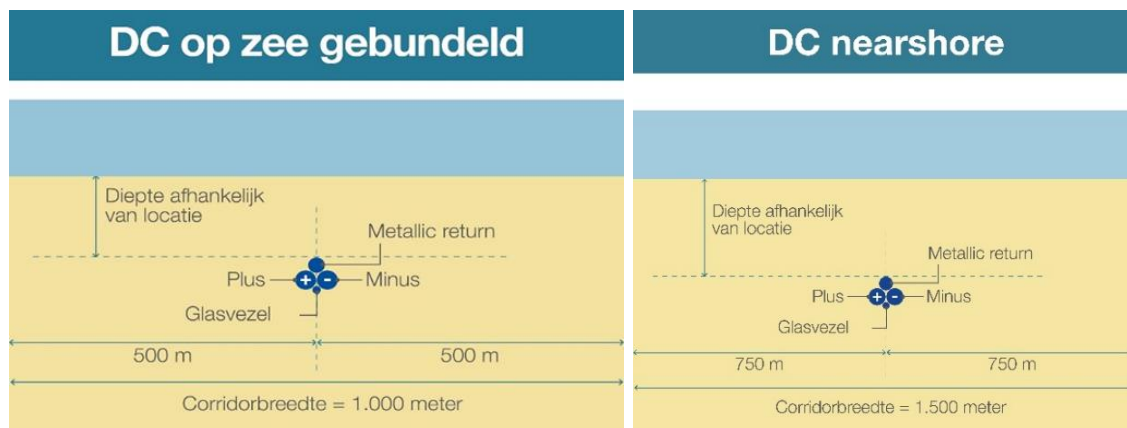 DC op zee gebundeld
Diepte afhankelijk
van locatie
Metallic return
Plus
+
-
Minus
Glasvezel
500 m
500 m
Corridorbreedte = 1.000 meter
DC nearshore
Diepte afhankelijk
van locatie
Metallic return
Plus
+
-
Minus
Glasvezel
750 m
750 m
Corridorbreedte = 1.500 meter